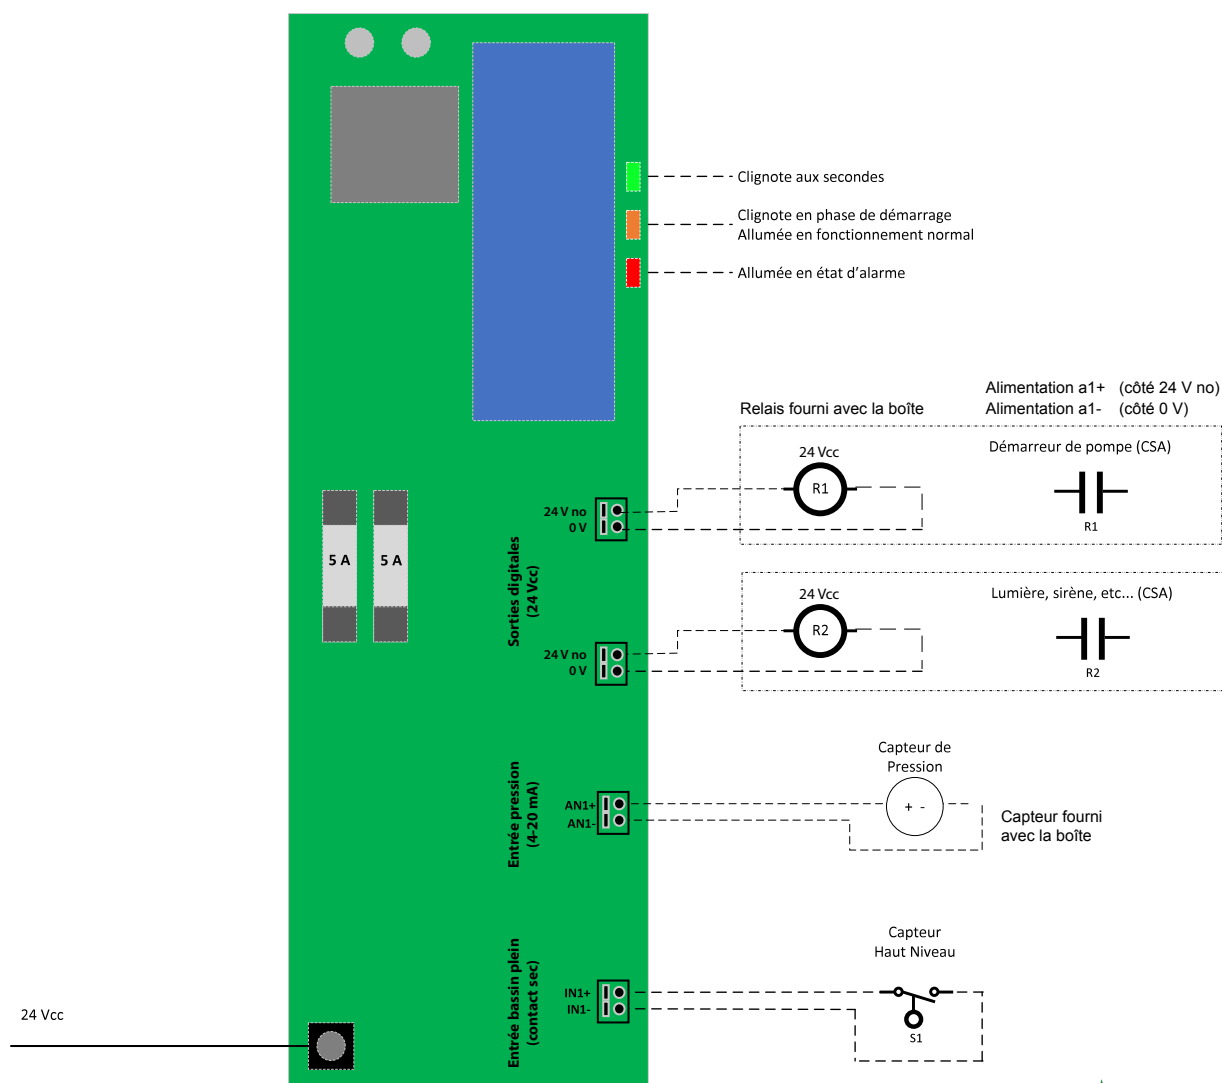 Clignote aux secondes
Clignote en phase de démarrage
Allumée en fonctionnement normal
Allumée en état d’alarme
Alimentation a1+ (côté 24 V no)
Relais fourni avec la boîte
Alimentation a1- (côté 0 V)
24 Vcc
Démarreur de pompe (CSA)
R1
R1
24 V no
0 V
5 A
5 A
Sorties digitales
(24 Vcc)
24 Vcc
Lumière, sirène, etc... (CSA)
R2
R2
24 V no
0 V
Capteur de
Pression
Entrée pression
(4-20 mA)
AN1+
AN1-
+ -
Capteur fourni
avec la boîte
Capteur
Haut Niveau
Entrée bassin plein
(contact sec)
IN1+
IN1-
S1
24 Vcc